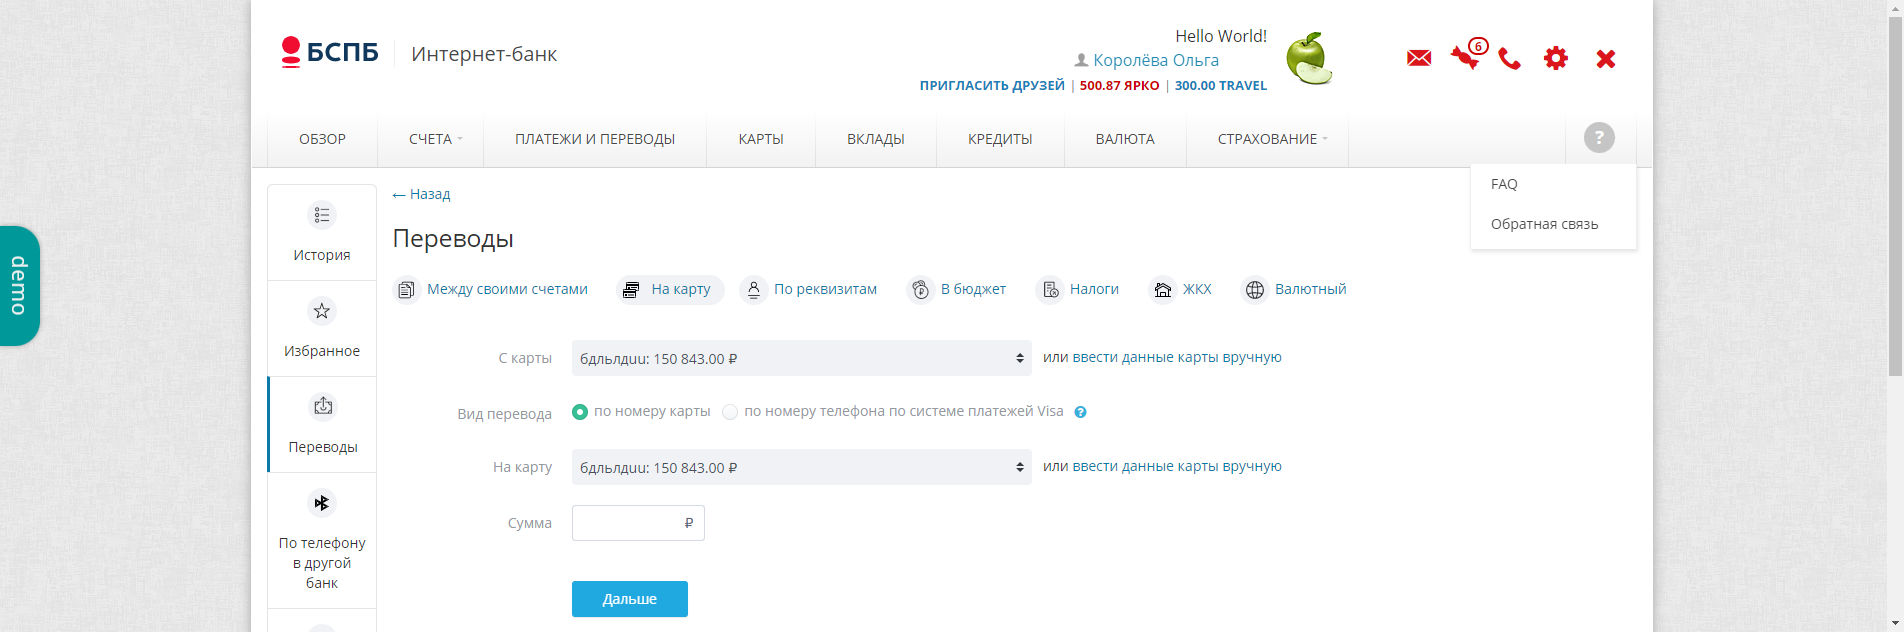 БСПБ
Интернет-банк
Hello World!
Королёва Ольга
ПРИГЛАСИТЬ ДРУЗЕЙ | 500.87 ЯРКО | 300.00 TRAVEL
6
ОБЗОР
СЧЕТА
ПЛАТЕЖИ И ПЕРЕВОДЫ
КАРТЫ
ВКЛАДЫ
КРЕДИТЫ
ВАЛЮТА
СТРАХОВАНИЕ
?
FAQ
Обратная связь
demo
История
Избранное
Переводы
По телефону
в другой
банк
← Назад
Переводы
Между своими счетами
На карту
По реквизитам
В бюджет
Налоги
ЖКХ
Валютный
С карты
бдльлдuu: 150 843.00 ₽
или ввести данные карты вручную
Вид перевода
по номеру карты
по номеру телефона по системе платежей Visa
?
На карту
бдльлдuu: 150 843.00 ₽
или ввести данные карты вручную
Сумма
₽
Дальше